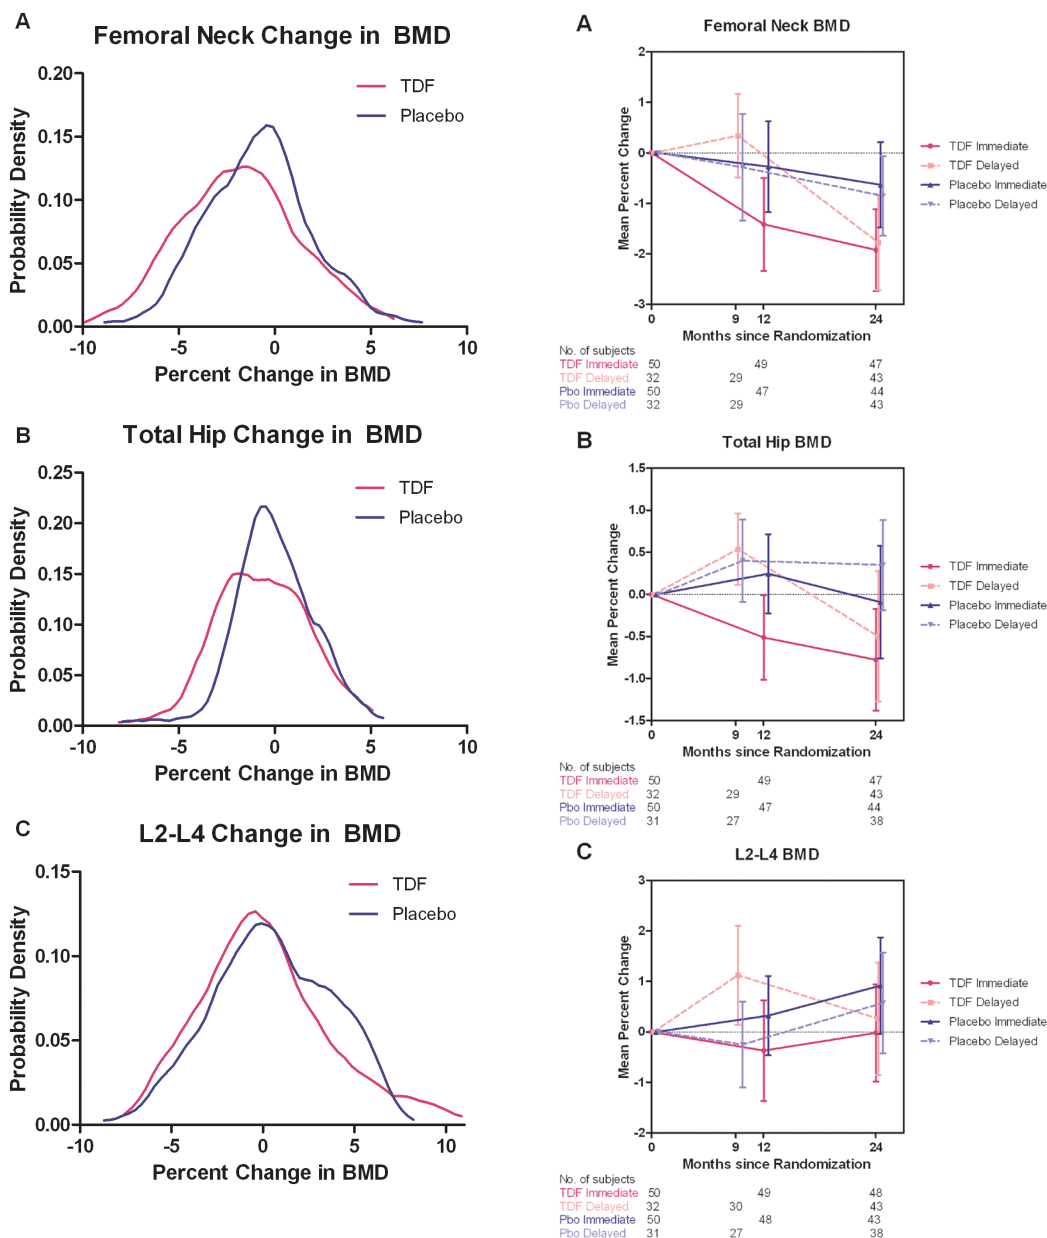 A
Femoral Neck Change in BMD
TDF
Placebo
Probability Density
0.20
0.15
0.10
0.05
0.00
-10 -5 0 5 10
Percent Change in BMD
B
Total Hip Change in BMD
TDF
Placebo
Probability Density
0.25
0.20
0.15
0.10
0.05
0.00
-10 -5 0 5 10
Percent Change in BMD
C
L2-L4 Change in BMD
TDF
Placebo
Probability Density
0.15
0.10
0.05
0.00
-10 -5 0 5 10
Percent Change in BMD
A
Femoral Neck BMD
Mean Percent Change
2
1
0
-1
-2
-3
0 9 12 24
Months since Randomization
TDF Immediate
TDF Delayed
Placebo Immediate
Placebo Delayed
No. of subjects
TDF Immediate 50 49 47
TDF Delayed 32 29 43
Pbo Immediate 50 47 44
Pbo Delayed 32 29 43
B
Total Hip BMD
Mean Percent Change
1.5
1.0
0.5
0.0
-0.5
-1.0
-1.5
0 9 12 24
Months since Randomization
TDF Immediate
TDF Delayed
Placebo Immediate
Placebo Delayed
No. of subjects
TDF Immediate 50 49 47
TDF Delayed 32 29 43
Pbo Immediate 50 47 44
Pbo Delayed 31 27 38
C
L2-L4 BMD
Mean Percent Change
3
2
1
0
-1
-2
0 9 12 24
Months since Randomization
TDF Immediate
TDF Delayed
Placebo Immediate
Placebo Delayed
No. of subjects
TDF Immediate 50 49 48
TDF Delayed 32 30 43
Pbo Immediate 50 48 43
Pbo Delayed 31 27 38